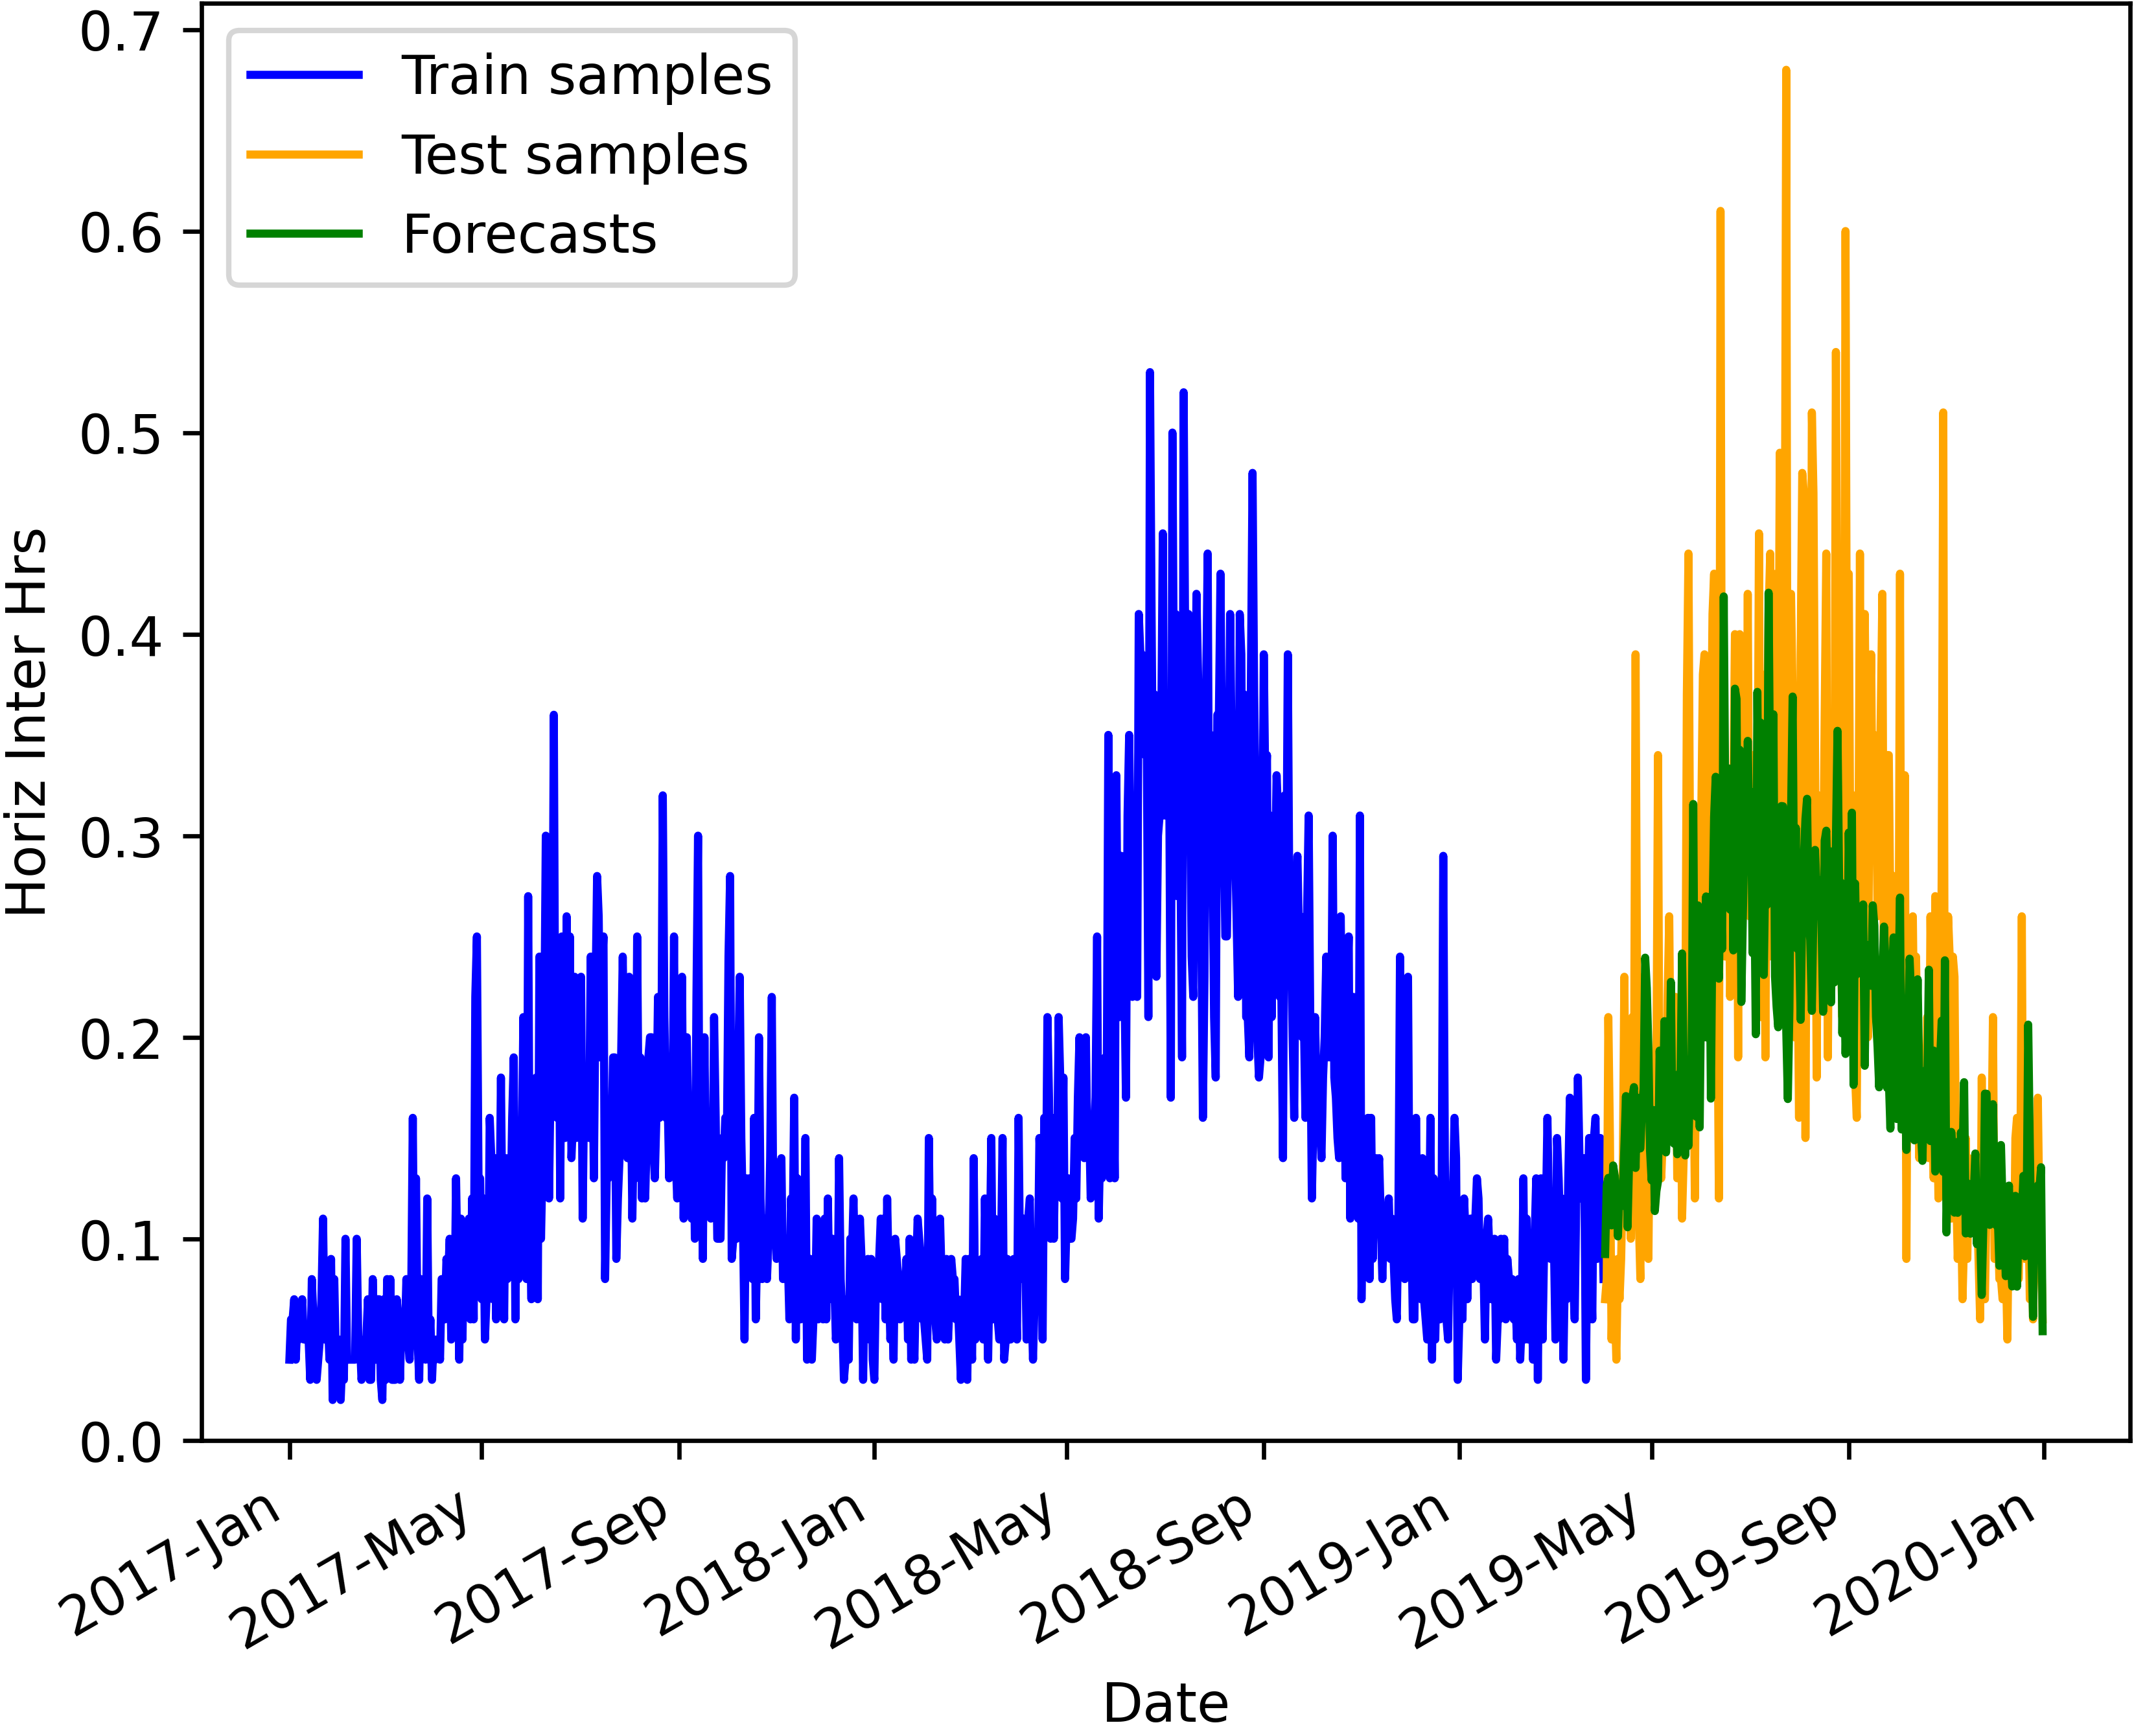 0.7
0.6
0.5
0.4
0.3
0.2
0.1
0.0
Horiz Inter Hrs
Train samples
Test samples
Forecasts
2017-Jan
2017-May
2017-Sep
2018-Jan
2018-May
2018-Sep
2019-Jan
2019-May
2019-Sep
2020-Jan
Date